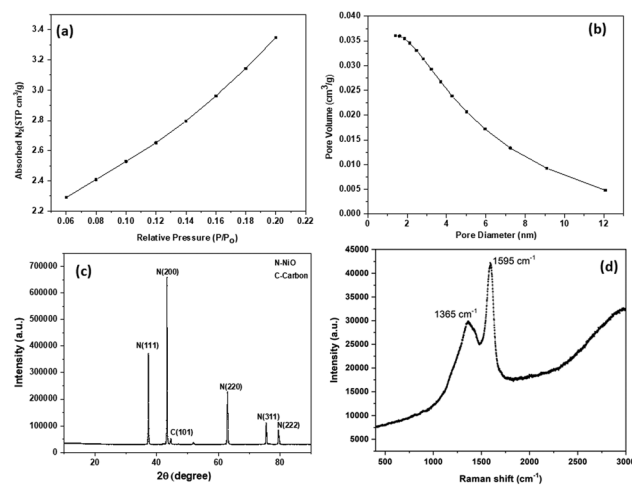 (a)
Absorbed N2(STP cm3/g)
3.4
3.2
3.0
2.8
2.6
2.4
2.2
0.06 0.08 0.10 0.12 0.14 0.16 0.18 0.20 0.22
Relative Pressure (P/Po)
(b)
Pore Volume (cm3/g)
0.040
0.035
0.030
0.025
0.020
0.015
0.010
0.005
0.000
0 2 4 6 8 10 12
Pore Diameter (nm)
(c)
N-NiO
C-Carbon
N(200)
N(111)
C(101)
N(220)
N(311)
N(222)
Intensity (a.u.)
700000
600000
500000
400000
300000
200000
100000
0
20 40 60 80
2θ (degree)
(d)
1595 cm-1
1365 cm-1
Intensity (a.u.)
45000
40000
35000
30000
25000
20000
15000
10000
5000
500 1000 1500 2000 2500 3000
Raman shift (cm-1)